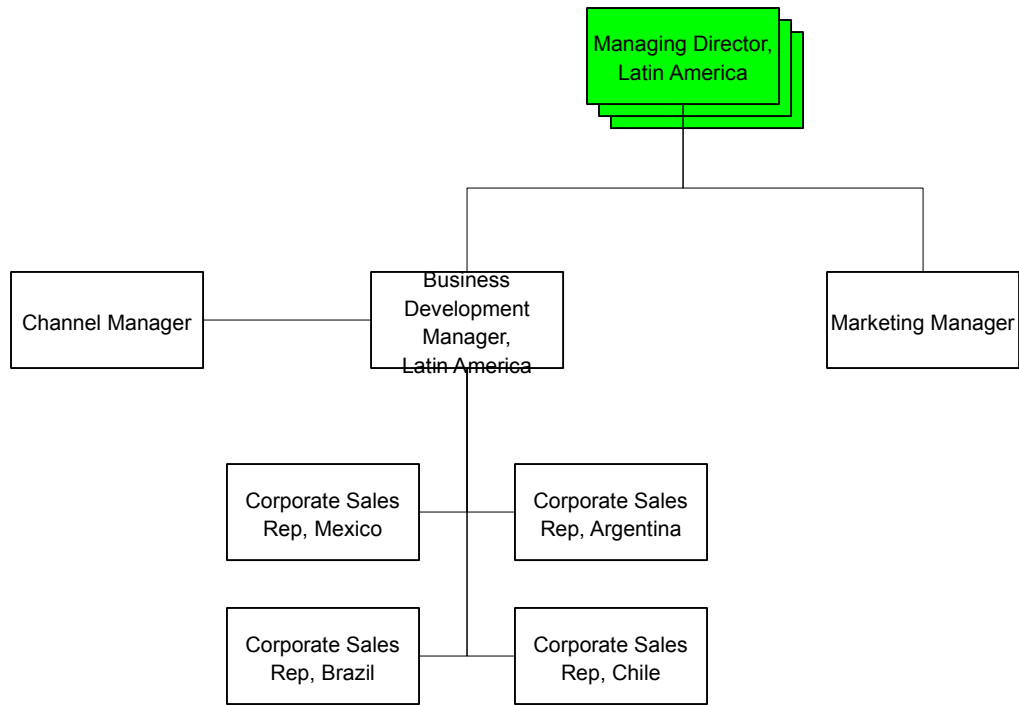 Managing Director,
Latin America
Channel Manager
Business
Development
Manager,
Latin America
Marketing Manager
Corporate Sales
Rep, Mexico
Corporate Sales
Rep, Argentina
Corporate Sales
Rep, Brazil
Corporate Sales
Rep, Chile